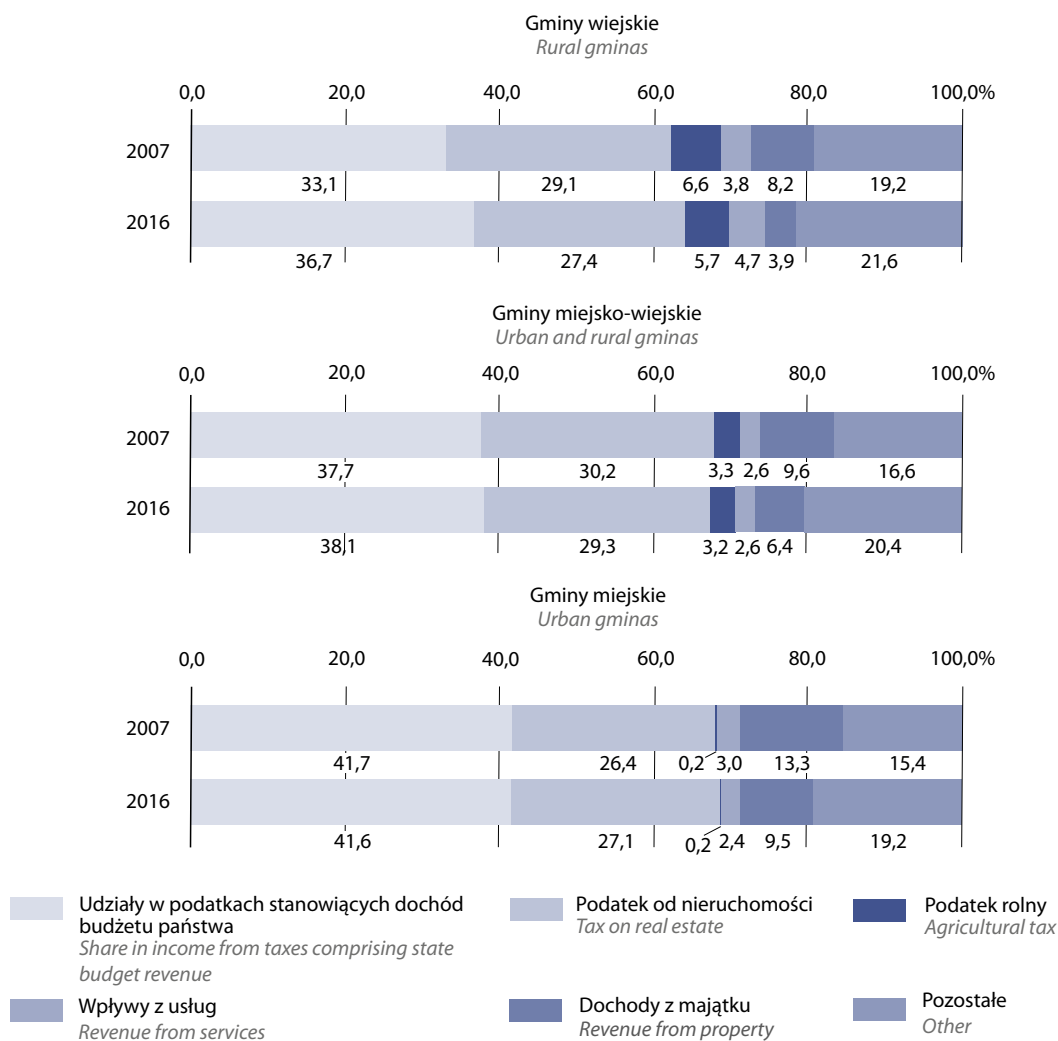 Gminy wiejskie
Rural gminas
0,0 20,0 40,0 60,0 80,0 100,0%
2007
33,1 29,1 6,6 3,8 8,2 19,2
2016
36,7 27,4 5,7 4,7 3,9 21,6
Gminy miejsko-wiejskie
Urban and rural gminas
0,0 20,0 40,0 60,0 80,0 100,0%
2007
37,7 30,2 3,3 2,6 9,6 16,6
2016
38,1 29,3 3,2 2,6 6,4 20,4
Gminy miejskie
Urban gminas
0,0 20,0 40,0 60,0 80,0 100,0%
2007
41,7 26,4 0,2 3,0 13,3 15,4
2016
41,6 27,1 0,2 2,4 9,5 19,2
Udziały w podatkach stanowiących dochód
budżetu państwa
Share in income from taxes comprising state
budget revenue
Podatek od nieruchomości
Tax on real estate
Podatek rolny
Agricultural tax
Wpływy z usług
Revenue from services
Dochody z majątku
Revenue from property
Pozostałe
Other